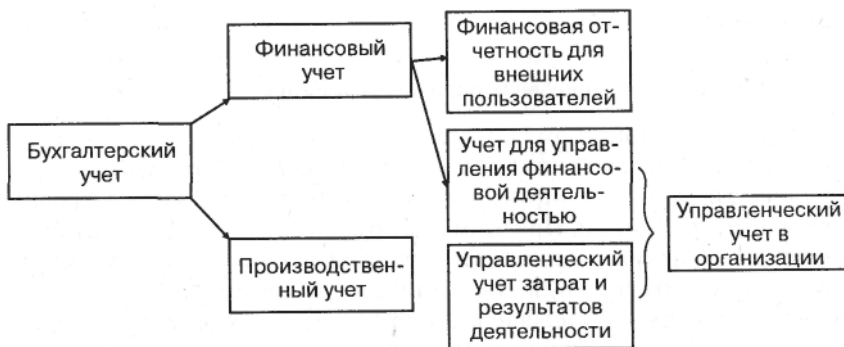 Финансовый
учет
Финансовая от-
четность для
внешних
пользователей
Бухгалтерский
учет
Учет для управ-
ления финансо-
вой деятель-
ностью
Управленческий
учет в
организации
Производствен-
ный учет
Управленческий
учет затрат и
результатов
деятельности